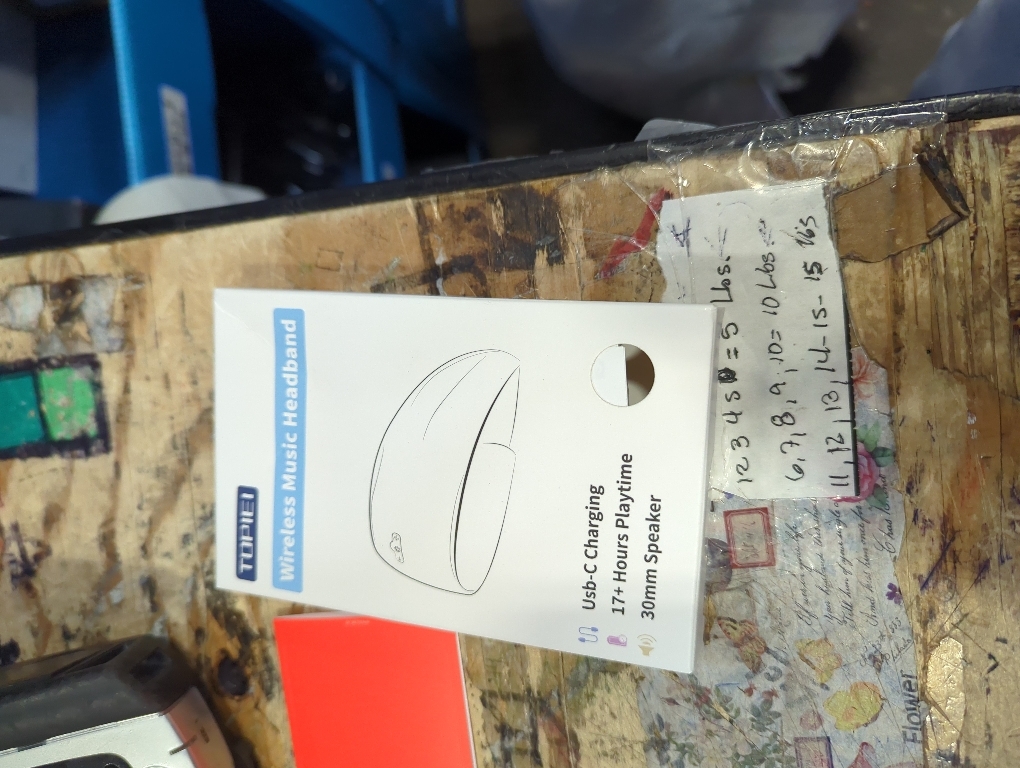 TOPIEI
Wireless Music Headband
Usb-C Charging
17+ Hours Playtime
30mm Speaker
1 2 3 4 5 = 5 Lbs.
6, 7, 8, 9, 10 = 10 Lbs
11, 12, 13, 14 - 15 - 15 lbs
Flower